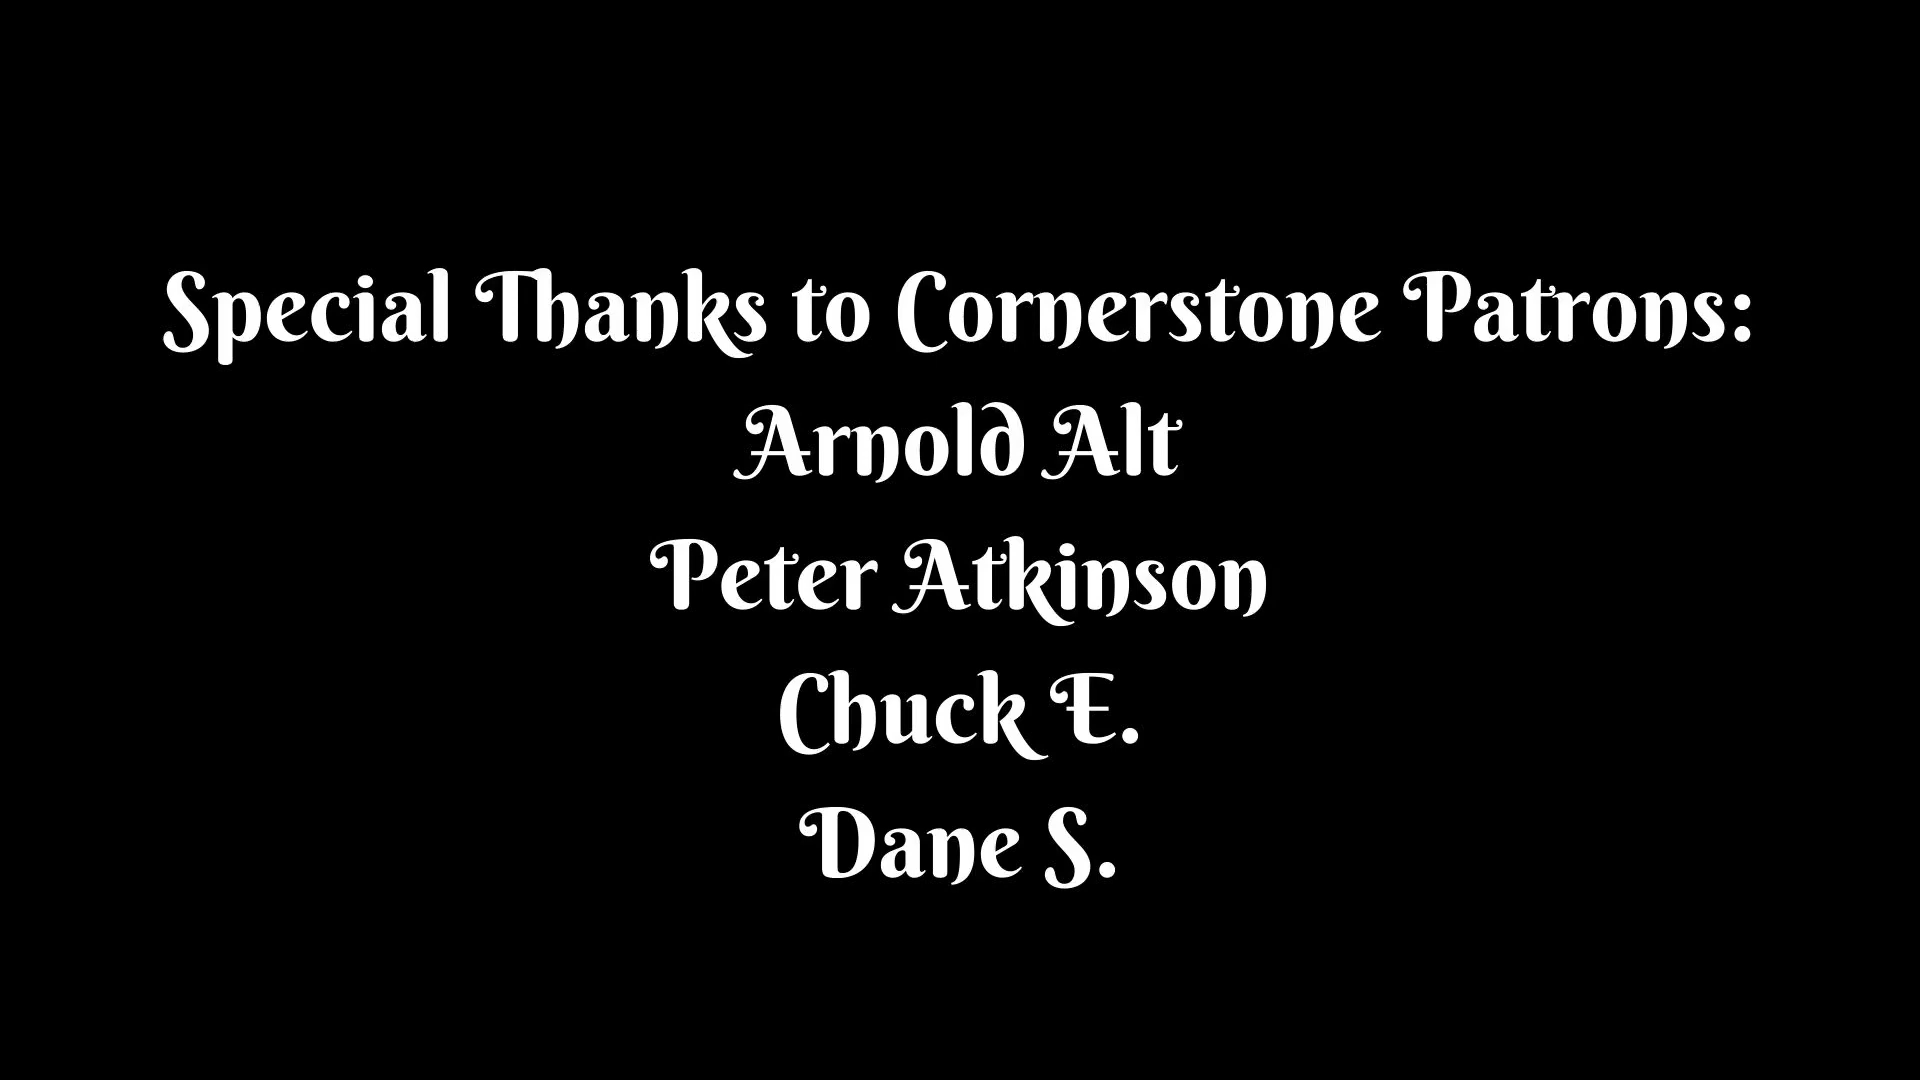 Special Thanks to Cornerstone Patrons:
Arnold Alt
Peter Atkinson
Chuck E.
Dane S.